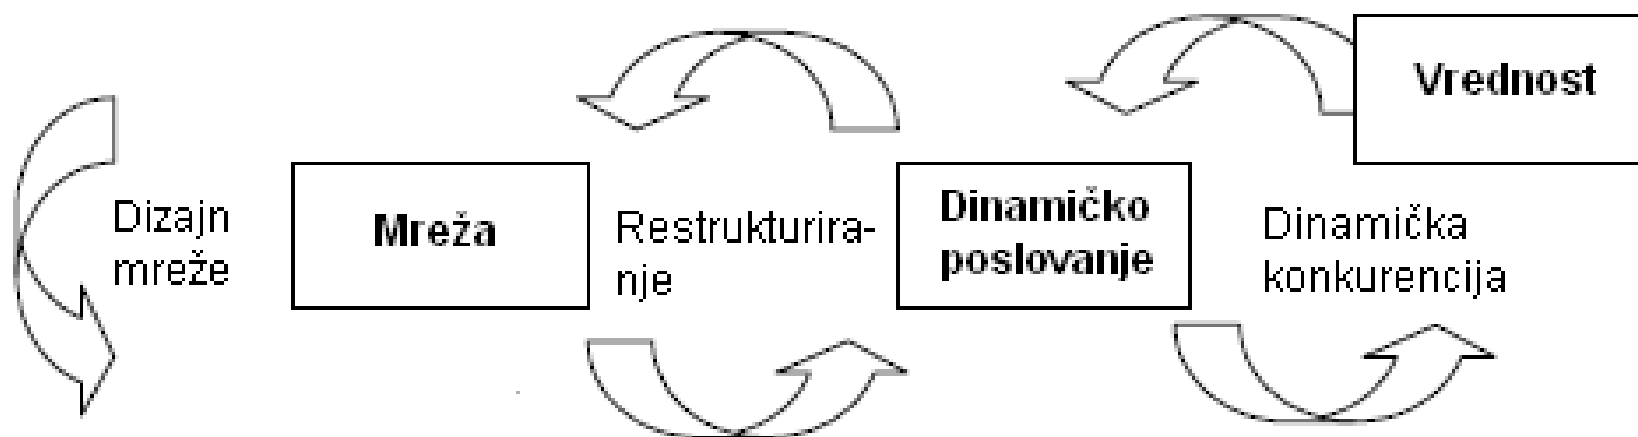 Dizajn
mreže
Mreža
Restrukturira-
nje
Dinamičko
poslovanje
Dinamička
konkurencija
Vrednost